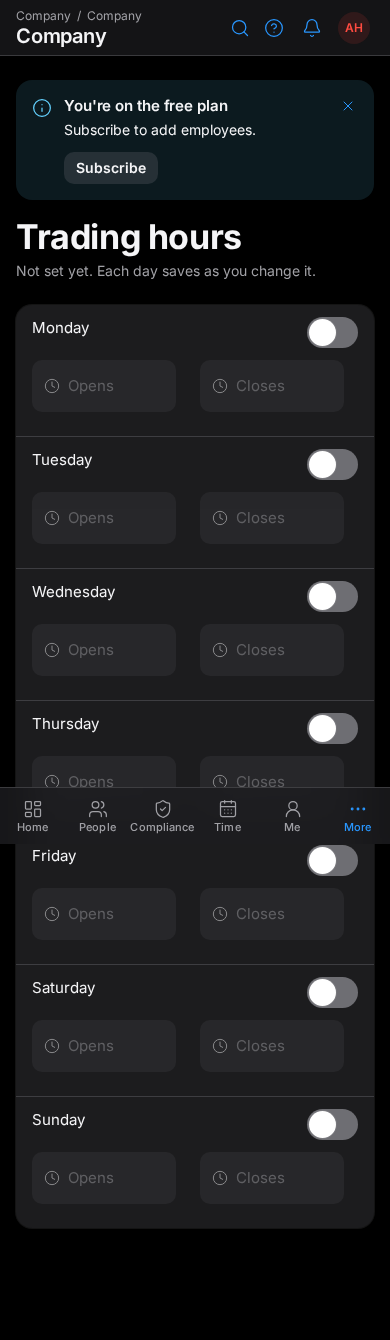 Company / Company
Company
AH
You're on the free plan
Subscribe to add employees.
Subscribe
Trading hours
Not set yet. Each day saves as you change it.
Monday
Opens Closes
Tuesday
Opens Closes
Wednesday
Opens Closes
Thursday
Opens Closes
Home People Compliance Time Me More
Friday
Opens Closes
Saturday
Opens Closes
Sunday
Opens Closes